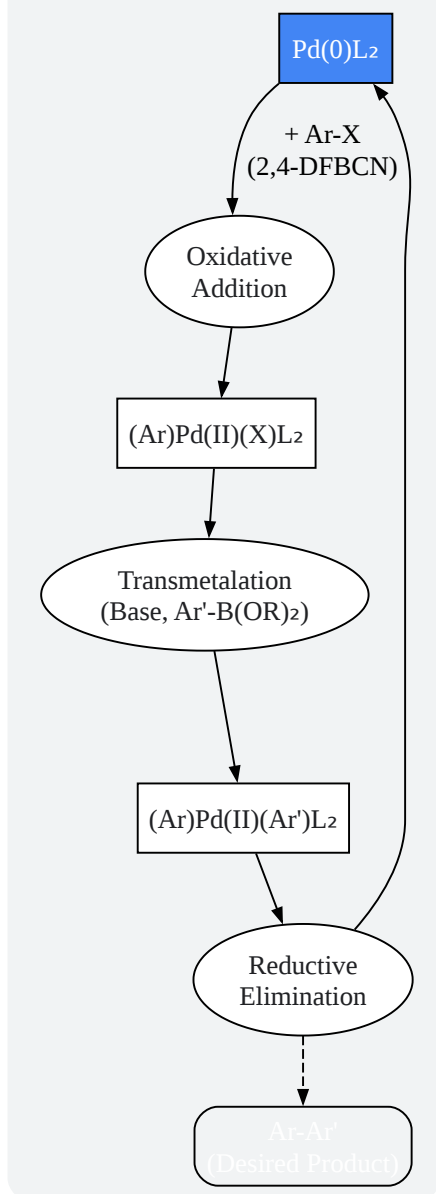 Pd(0)L₂
+ Ar-X
(2,4-DFBCN)
Oxidative
Addition
(Ar)Pd(II)(X)L₂
Transmetalation
(Base, Ar'-B(OR)₂)
(Ar)Pd(II)(Ar')L₂
Reductive
Elimination
Ar-Ar'
(Desired Product)